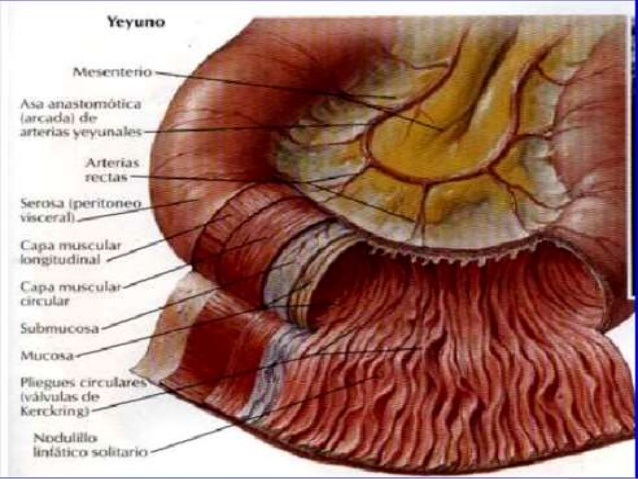 Yeyuno
Mesenterio
Asa anastomótica
(arcada) de
arterias yeyunales
Arterias
rectas
Serosa (peritoneo
visceral)
Capa muscular
longitudinal
Capa muscular
circular
Submucosa
Mucosa
Pliegues circulares
(válvulas de
Kerckring)
Nodulillo
linfático solitario